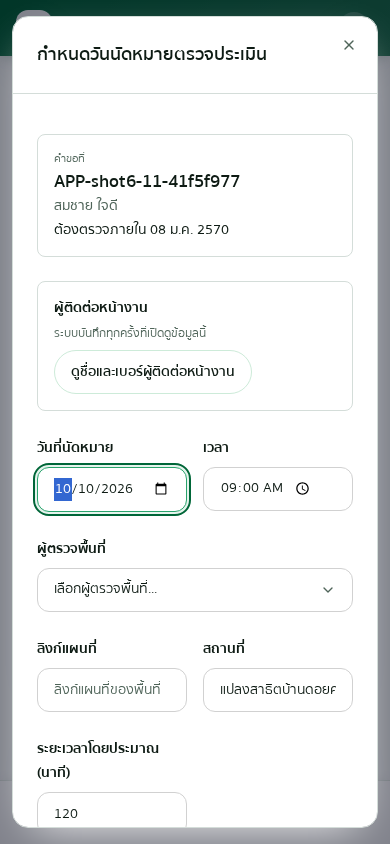 กำหนดวันนัดหมายตรวจประเมิน
คำขอที่
APP-shot6-11-41f5f977
สมชาย ใจดี
ต้องตรวจภายใน 08 ม.ค. 2570
ผู้ติดต่อหน้างาน
ระบบบันทึกทุกครั้งที่เปิดดูข้อมูลนี้
ดูชื่อและเบอร์ผู้ติดต่อหน้างาน
วันที่นัดหมาย เวลา
10/10/2026 09:00 AM
ผู้ตรวจพื้นที่
เลือกผู้ตรวจพื้นที่...
ลิงก์แผนที่ สถานที่
ลิงก์แผนที่ของพื้นที่ แปลงสาธิตบ้านดอย
ระยะเวลาโดยประมาณ
(นาที)
120